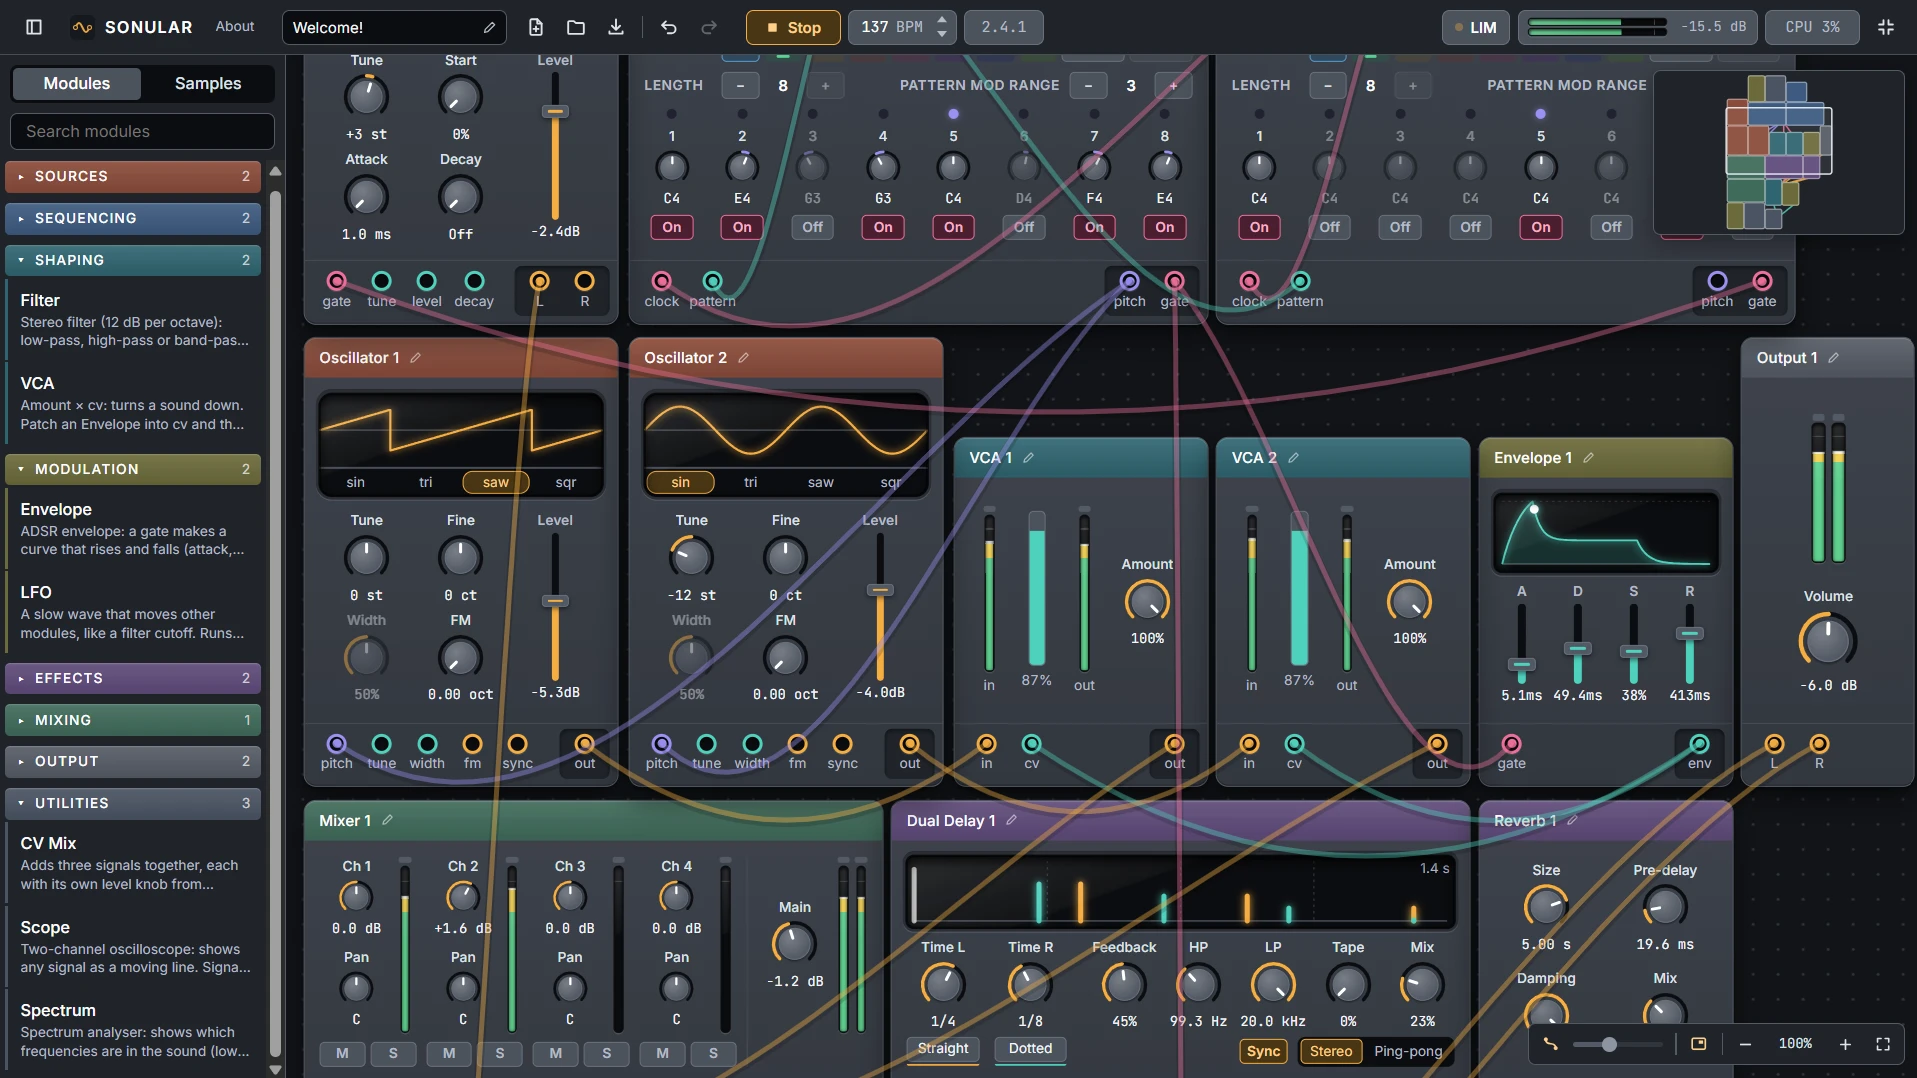 SONULAR
About
Welcome!
Stop
137 BPM
2.4.1
LIM
-15.5 dB
CPU 3%
Modules
Samples
Search modules
SOURCES 2
SEQUENCING 2
SHAPING 2
Filter
Stereo filter (12 dB per octave):
low-pass, high-pass or band-pas...
VCA
Amount × cv: turns a sound down.
Patch an Envelope into cv and th...
MODULATION 2
Envelope
ADSR envelope: a gate makes a
curve that rises and falls (attack,...
LFO
A slow wave that moves other
modules, like a filter cutoff. Runs...
EFFECTS 2
MIXING 1
OUTPUT 2
UTILITIES 3
CV Mix
Adds three signals together, each
with its own level knob from...
Scope
Two-channel oscilloscope: shows
any signal as a moving line. Signa...
Spectrum
Spectrum analyser: shows which
frequencies are in the sound (low...
Tune Start Level
+3 st 0%
Attack Decay
1.0 ms Off -2.4dB
gate tune level decay L R
LENGTH − 8 + PATTERN MOD RANGE − 3 +
1 2 3 4 5 6 7 8
C4 E4 G3 G3 C4 D4 F4 E4
On On Off On On Off On On
clock pattern pitch gate
LENGTH − 8 + PATTERN MOD RANGE
1 2 3 4 5 6
C4 C4 C4 C4 C4 C4
On Off Off Off On Off
clock pattern pitch gate
Oscillator 1
sin tri saw sqr
Tune Fine Level
0 st 0 ct
Width FM
50% 0.00 oct -5.3dB
pitch tune width fm sync out
Oscillator 2
sin tri saw sqr
Tune Fine Level
-12 st 0 ct
Width FM
50% 0.00 oct -4.0dB
pitch tune width fm sync out
VCA 1
Amount
100%
in 87% out
in cv out
VCA 2
Amount
100%
in 87% out
in cv out
Envelope 1
A D S R
5.1ms 49.4ms 38% 413ms
gate env
Output 1
Volume
-6.0 dB
L R
Mixer 1
Ch 1 Ch 2 Ch 3 Ch 4
0.0 dB +1.6 dB 0.0 dB 0.0 dB
Main
-1.2 dB
Pan Pan Pan Pan
C C C C
M S M S M S M S
Dual Delay 1
1.4 s
Time L Time R Feedback HP LP Tape Mix
1/4 1/8 45% 99.3 Hz 20.0 kHz 0% 23%
Straight Dotted Sync Stereo Ping-pong
Reverb 1
Size Pre-delay
5.00 s 19.6 ms
Damping Mix
− 100% +